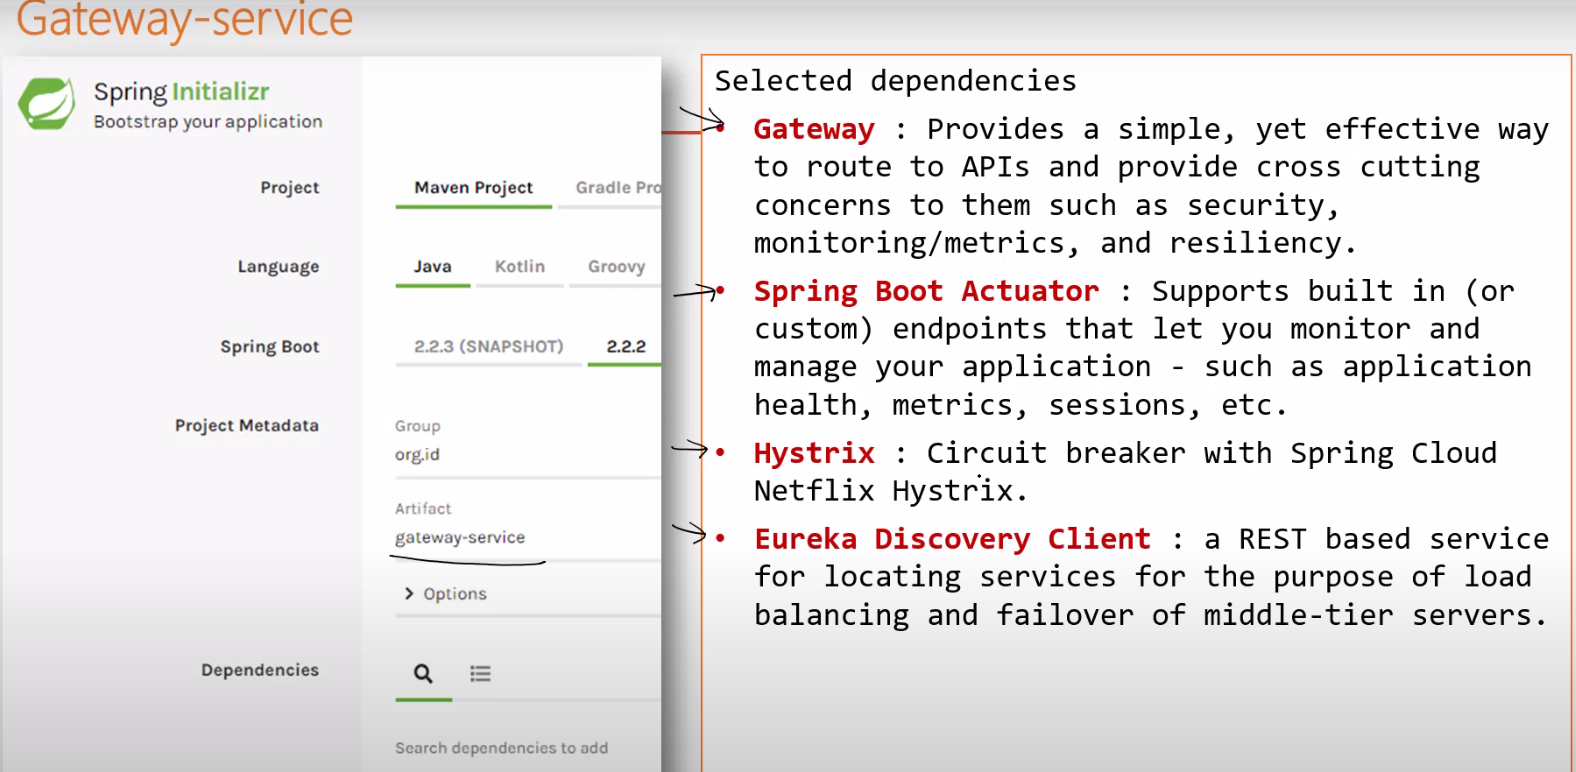 Gateway-service
Spring Initializr
Bootstrap your application
Project
Maven Project
Gradle Pro
Language
Java
Kotlin
Groovy
Spring Boot
2.2.3 (SNAPSHOT)
2.2.2
Project Metadata
Group
org.id
Artifact
gateway-service
Options
Dependencies
Search dependencies to add
Selected dependencies
• Gateway : Provides a simple, yet effective way
to route to APIs and provide cross cutting
concerns to them such as security,
monitoring/metrics, and resiliency.
• Spring Boot Actuator : Supports built in (or
custom) endpoints that let you monitor and
manage your application - such as application
health, metrics, sessions, etc.
• Hystrix : Circuit breaker with Spring Cloud
Netflix Hystrix.
• Eureka Discovery Client : a REST based service
for locating services for the purpose of load
balancing and failover of middle-tier servers.